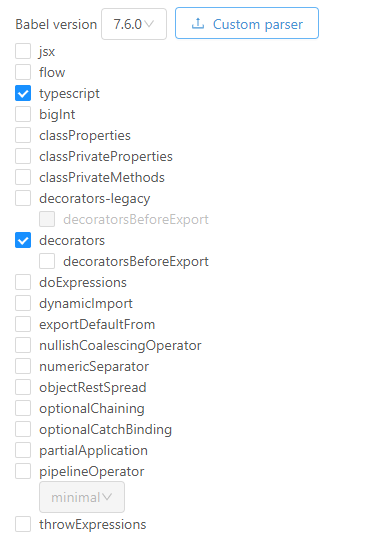 Babel version 7.6.0 Custom parser
jsx
flow
typescript
bigInt
classProperties
classPrivateProperties
classPrivateMethods
decorators-legacy
decoratorsBeforeExport
decorators
decoratorsBeforeExport
doExpressions
dynamicImport
exportDefaultFrom
nullishCoalescingOperator
numericSeparator
objectRestSpread
optionalChaining
optionalCatchBinding
partialApplication
pipelineOperator
minimal
throwExpressions